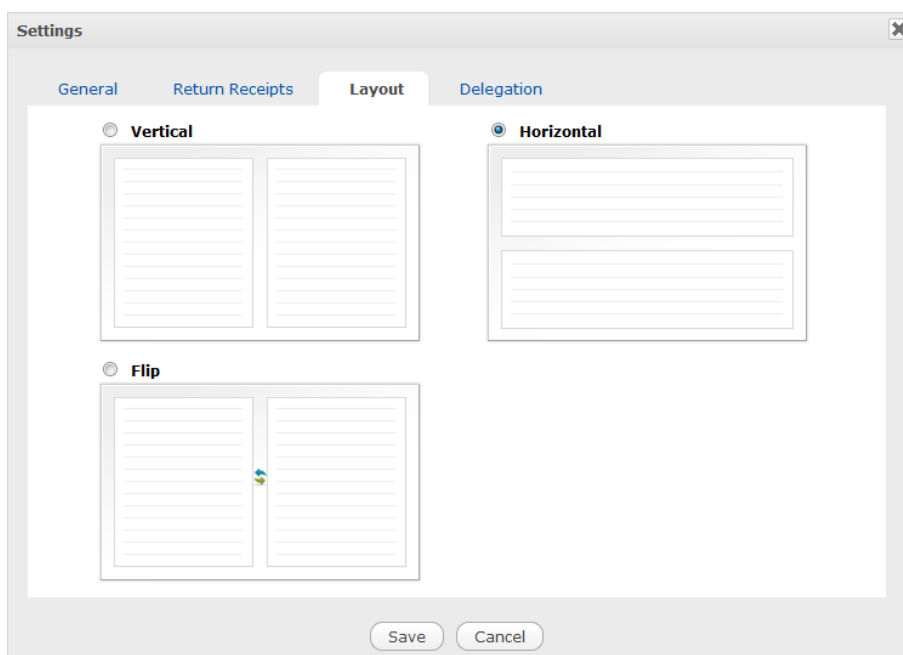 Settings
General Return Receipts Layout Delegation
Vertical Horizontal
Flip
Save Cancel